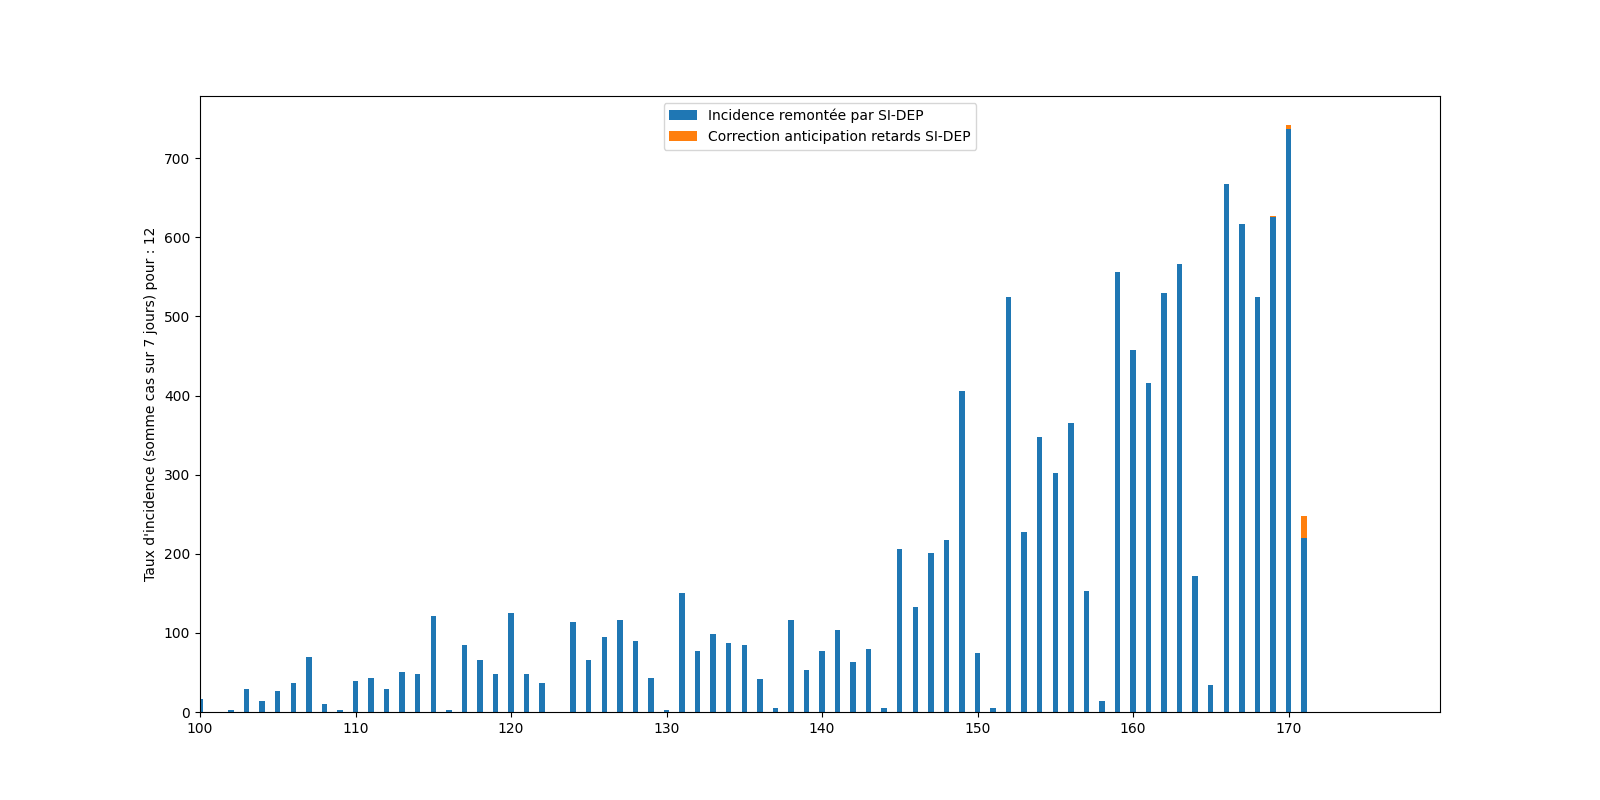 Incidence remontée par SI-DEP
Correction anticipation retards SI-DEP
Taux d'incidence (somme cas sur 7 jours) pour : 12
700
600
500
400
300
200
100
0
100 110 120 130 140 150 160 170